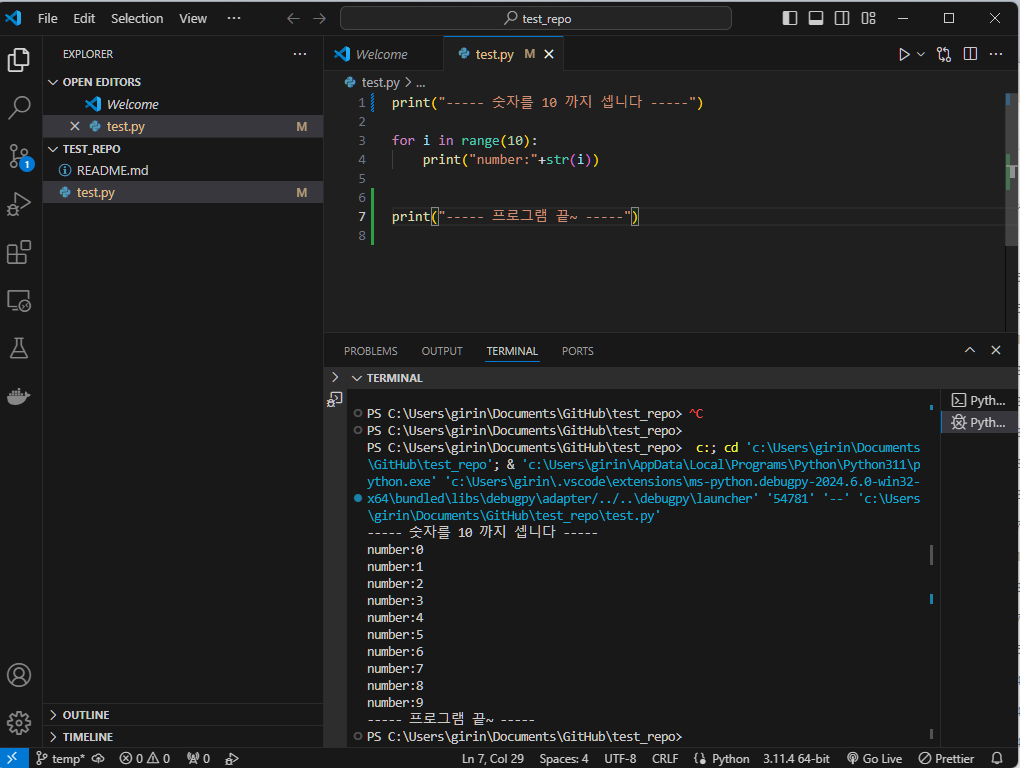 File Edit Selection View ··· test_repo
EXPLORER ···
OPEN EDITORS
Welcome
test.py M
TEST_REPO
README.md
test.py M
OUTLINE
TIMELINE
1
Welcome test.py M
test.py > ...
1 print("----- 숫자를 10 까지 셉니다 -----")
2
3 for i in range(10):
4 print("number:"+str(i))
5
6
7 print("----- 프로그램 끝~ -----")
8
PROBLEMS OUTPUT TERMINAL PORTS
TERMINAL
PS C:\Users\girin\Documents\GitHub\test_repo> ^C
PS C:\Users\girin\Documents\GitHub\test_repo>
PS C:\Users\girin\Documents\GitHub\test_repo>  c:; cd 'c:\Users\girin\Documents
\GitHub\test_repo'; & 'c:\Users\girin\AppData\Local\Programs\Python\Python311\p
ython.exe' 'c:\Users\girin\.vscode\extensions\ms-python.debugpy-2024.6.0-win32-
x64\bundled\libs\debugpy\adapter/../..\debugpy\launcher' '54781' '--' 'c:\Users
\girin\Documents\GitHub\test_repo\test.py'
----- 숫자를 10 까지 셉니다 -----
number:0
number:1
number:2
number:3
number:4
number:5
number:6
number:7
number:8
number:9
----- 프로그램 끝~ -----
PS C:\Users\girin\Documents\GitHub\test_repo>
Pyth...
Pyth...
temp* 0 0 0 Ln 7, Col 29 Spaces: 4 UTF-8 CRLF Python 3.11.4 64-bit Go Live Prettier